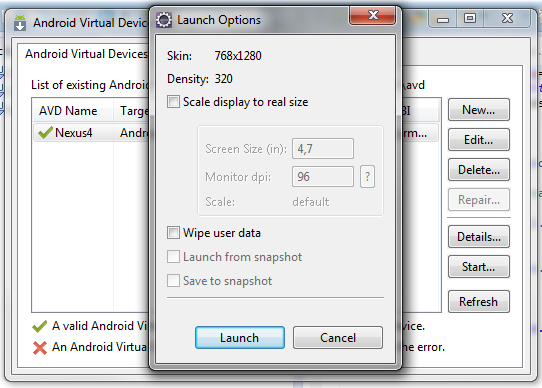 Android Virtual Devic
Launch Options
Android Virtual Devices
List of existing Android
\avd
AVD Name
Targe
BI
Nexus4
Andro
rm...
New...
Edit...
Delete...
Repair...
Details...
Start...
Refresh
Skin: 768x1280
Density: 320
Scale display to real size
Screen Size (in): 4,7
Monitor dpi: 96 ?
Scale: default
Wipe user data
Launch from snapshot
Save to snapshot
Launch
Cancel
A valid Android Vi
vice.
An Android Virtual
he error.